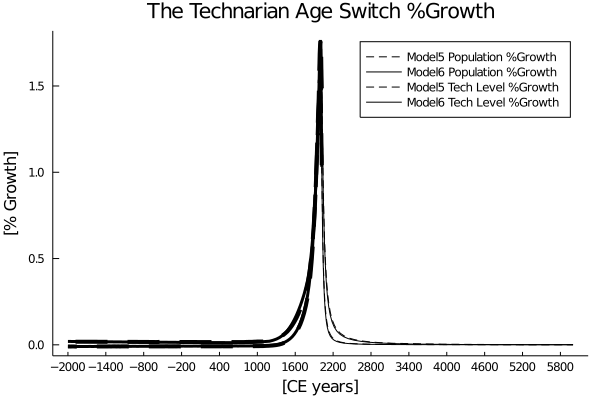 The Technarian Age Switch %Growth
Model5 Population %Growth
Model6 Population %Growth
Model5 Tech Level %Growth
Model6 Tech Level %Growth
[% Growth]
1.5
1.0
0.5
0.0
−2000 −1400 −800 −200 400 1000 1600 2200 2800 3400 4000 4600 5200 5800
[CE years]